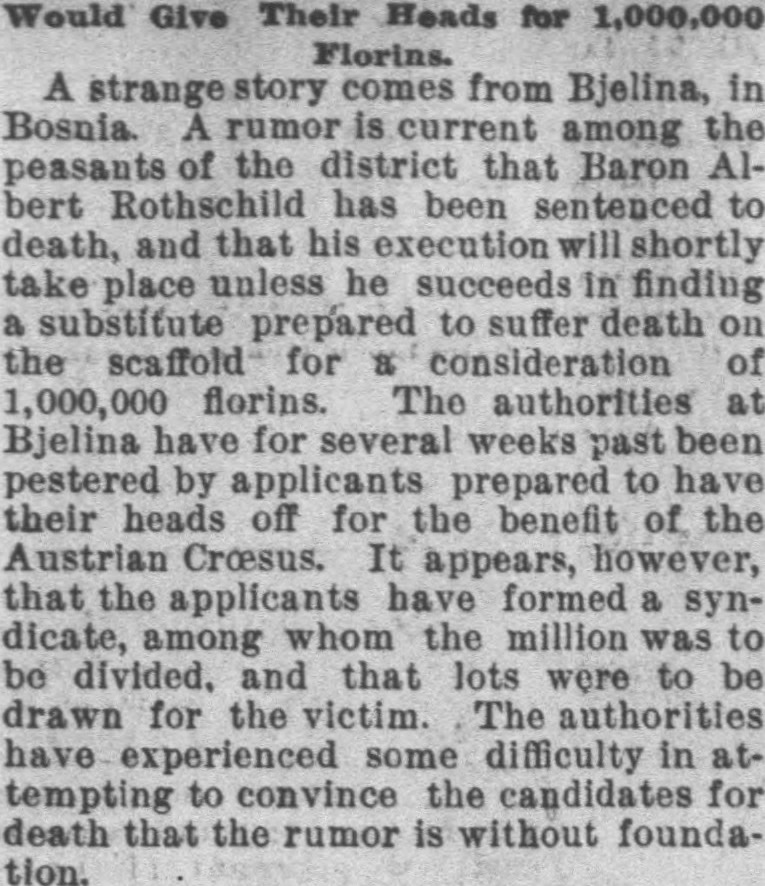 Would Give Their Heads for 1,000,000
Florins.
A strange story comes from Bjelina, in
Bosnia. A rumor is current among the
peasants of the district that Baron Al-
bert Rothschild has been sentenced to
death, and that his execution will shortly
take place unless he succeeds in finding
a substitute prepared to suffer death on
the scaffold for a consideration of
1,000,000 florins. The authorities at
Bjelina have for several weeks past been
pestered by applicants prepared to have
their heads off for the benefit of the
Austrian Crœsus. It appears, however,
that the applicants have formed a syn-
dicate, among whom the million was to
be divided, and that lots were to be
drawn for the victim. The authorities
have experienced some difficulty in at-
tempting to convince the candidates for
death that the rumor is without founda-
tion.